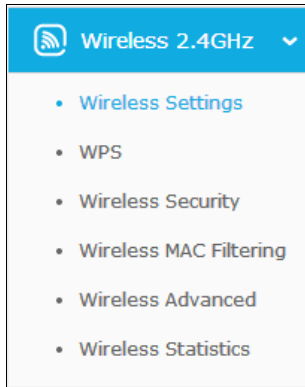 Wireless 2.4GHz
Wireless Settings
WPS
Wireless Security
Wireless MAC Filtering
Wireless Advanced
Wireless Statistics